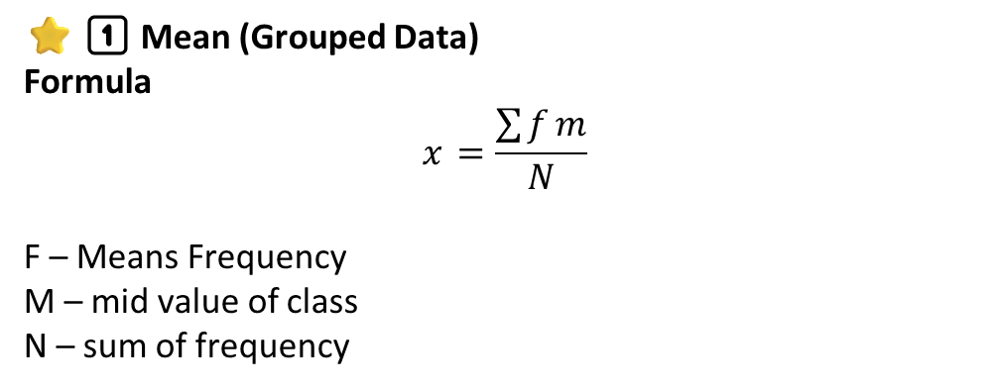 ⭐ 1️⃣ Mean (Grouped Data)
Formula
x = ∑ f m / N
F – Means Frequency
M – mid value of class
N – sum of frequency